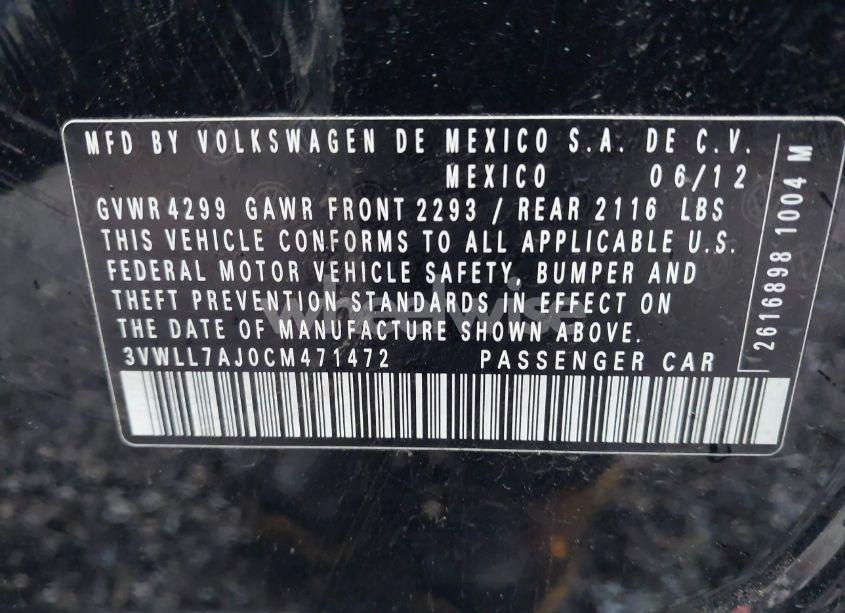 MFD BY VOLKSWAGEN DE MEXICO S.A. DE C.V.
MEXICO 06/12
GVWR 4299 GAWR FRONT 2293 / REAR 2116 LBS
THIS VEHICLE CONFORMS TO ALL APPLICABLE U.S.
FEDERAL MOTOR VEHICLE SAFETY, BUMPER AND
THEFT PREVENTION STANDARDS IN EFFECT ON
THE DATE OF MANUFACTURE SHOWN ABOVE.
3VWLL7AJ0CM471472 PASSENGER CAR
2616898 1004 M
wheelwise